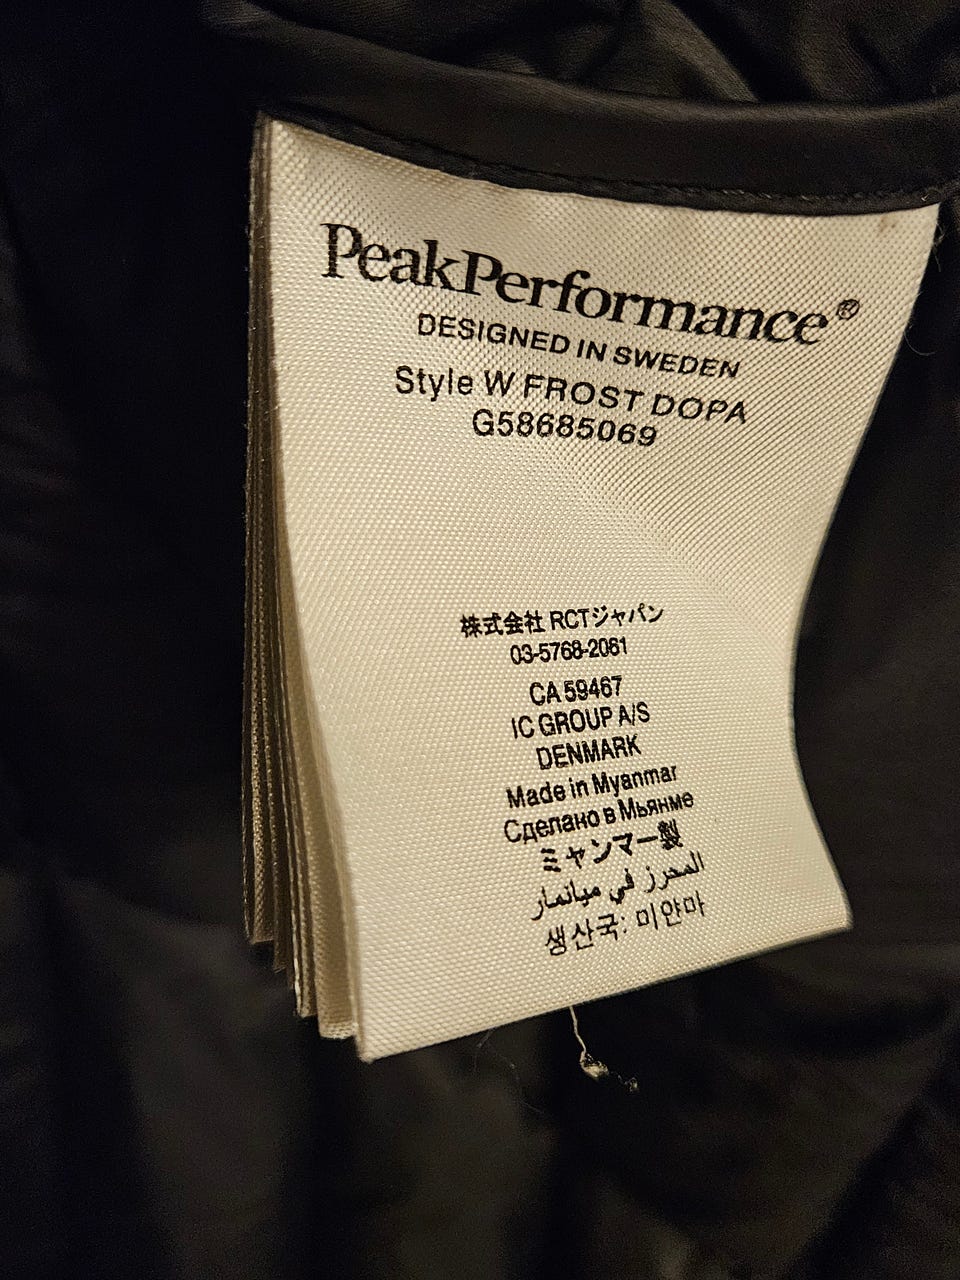 PeakPerformance®
DESIGNED IN SWEDEN
Style W FROST DOPA
G58685069
株式会社 RCTジャパン
03-5768-2061
CA 59467
IC GROUP A/S
DENMARK
Made in Myanmar
Сделано в Мьянме
ミャンマー製
المحرز في ميانمار
생산국: 미얀마